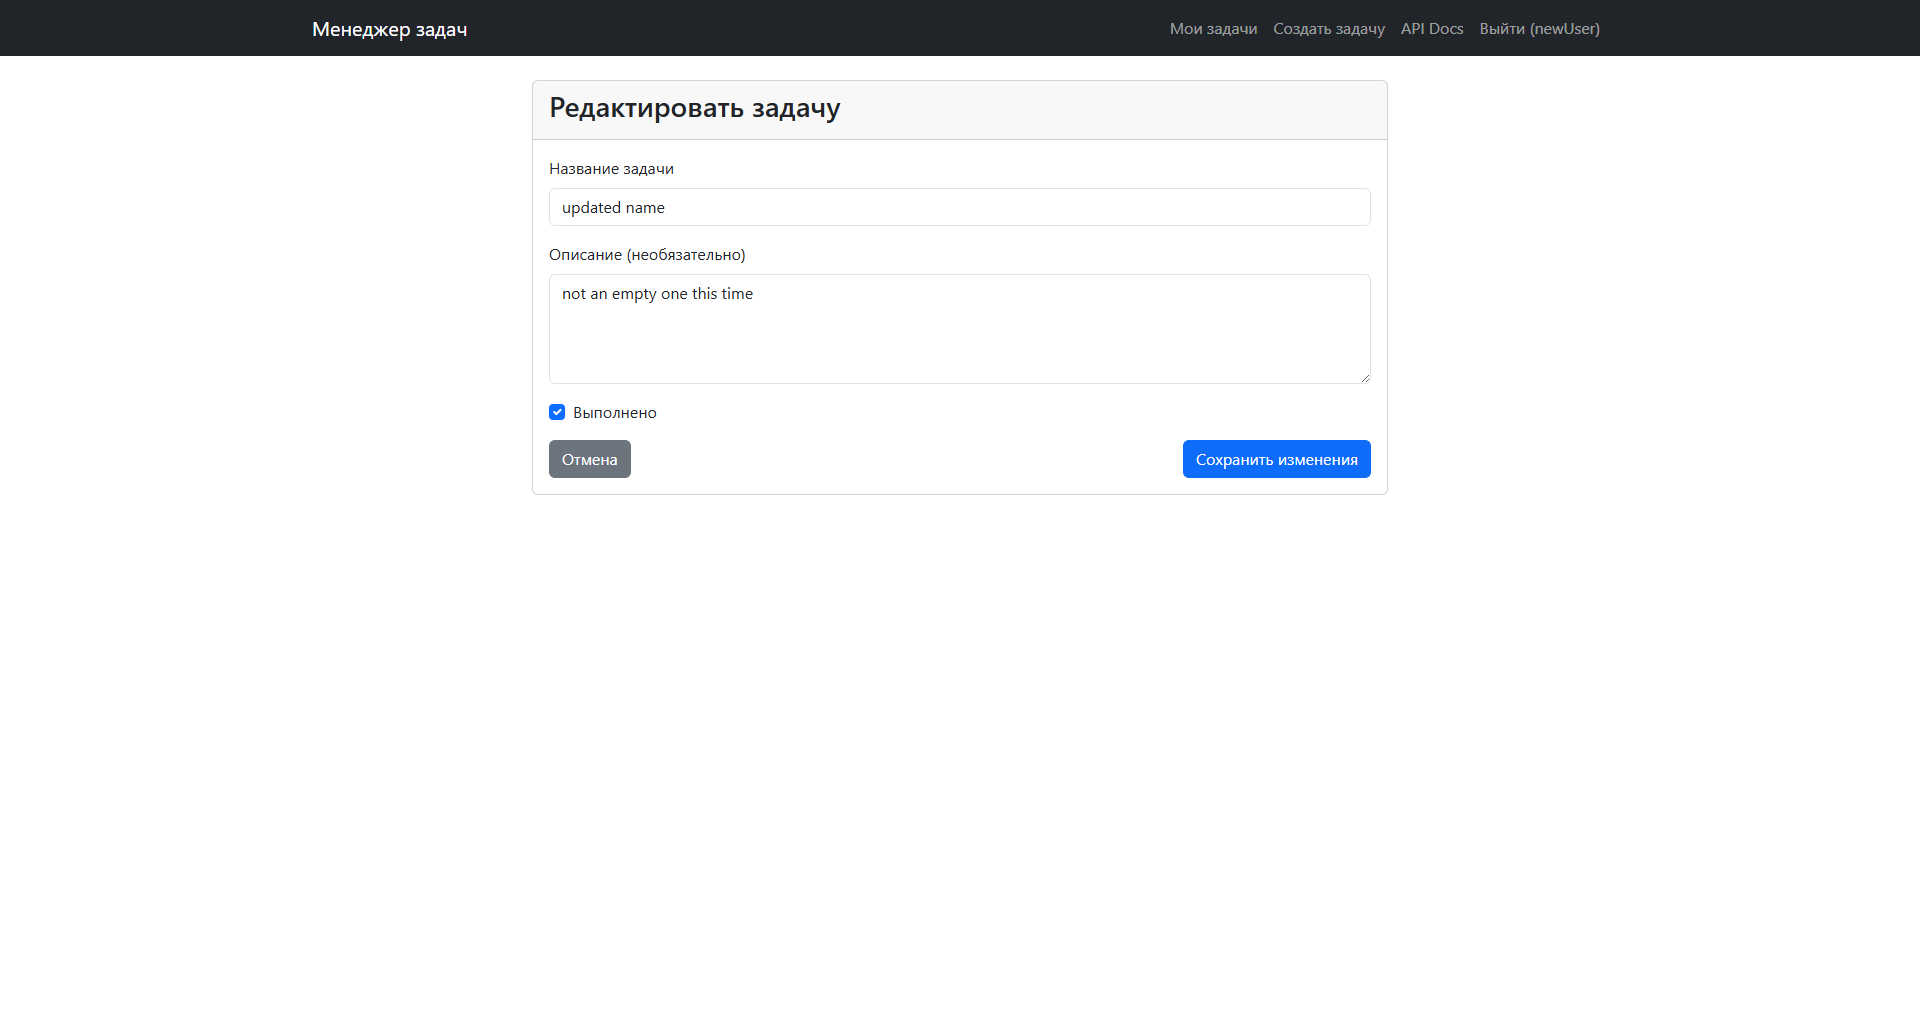 Менеджер задач
Мои задачи Создать задачу API Docs Выйти (newUser)
Редактировать задачу
Название задачи
updated name
Описание (необязательно)
not an empty one this time
Выполнено
Отмена
Сохранить изменения